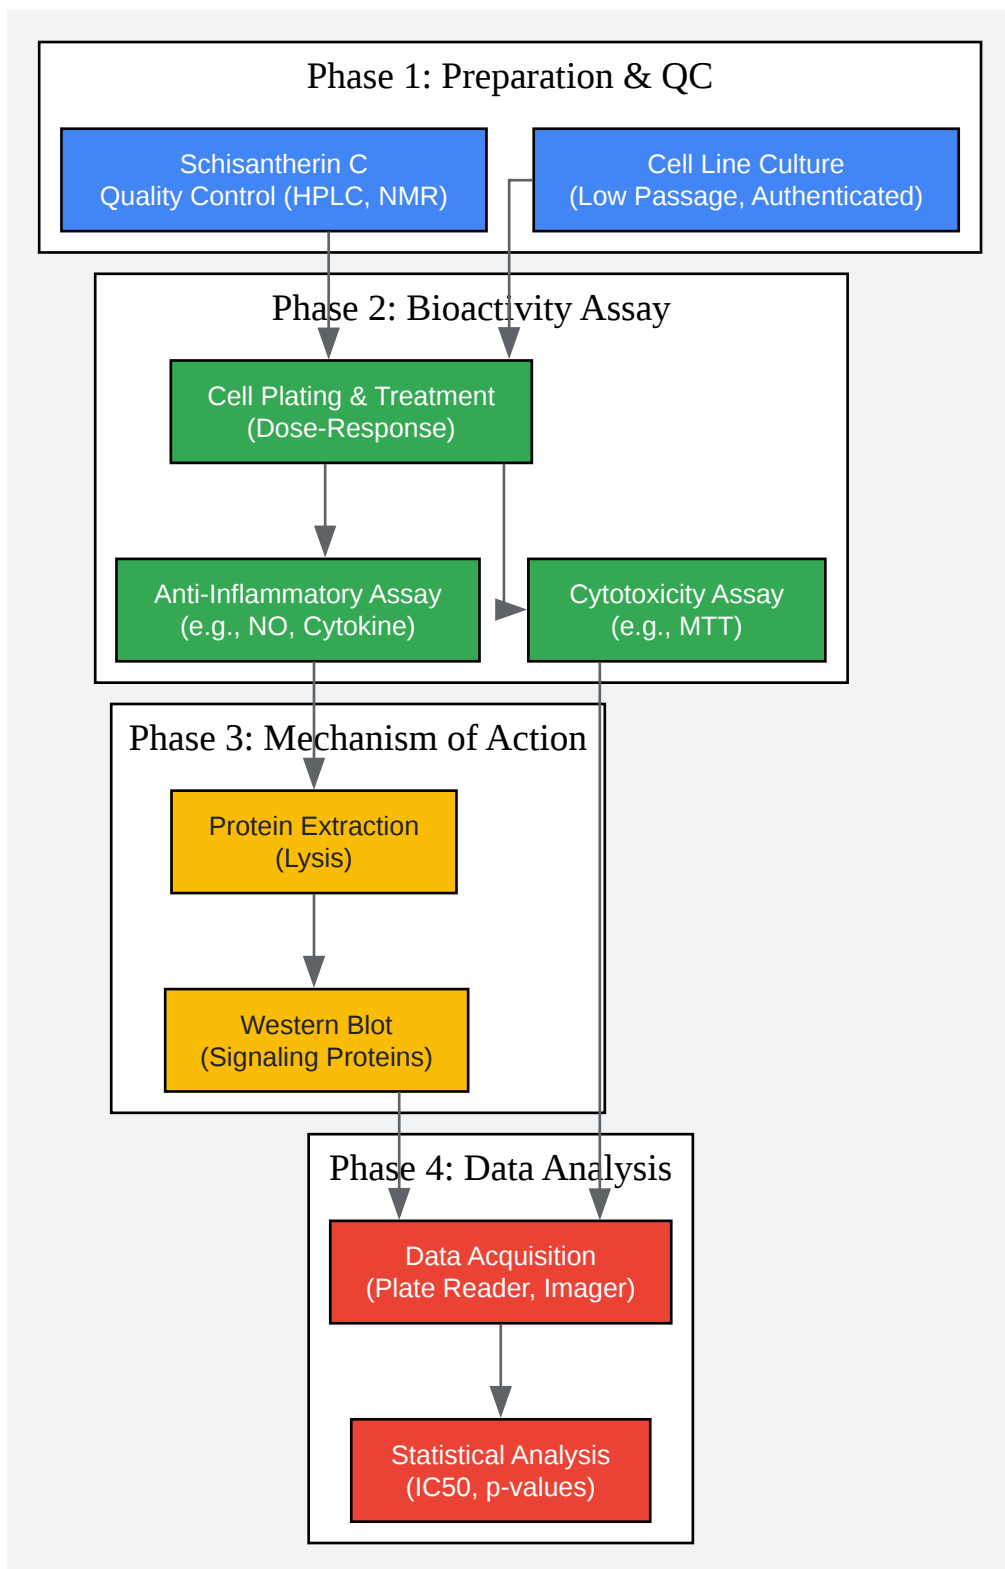 Phase 1: Preparation & QC
Schisantherin C
Quality Control (HPLC, NMR)
Cell Line Culture
(Low Passage, Authenticated)
Phase 2: Bioactivity Assay
Cell Plating & Treatment
(Dose-Response)
Anti-Inflammatory Assay
(e.g., NO, Cytokine)
Cytotoxicity Assay
(e.g., MTT)
Phase 3: Mechanism of Action
Protein Extraction
(Lysis)
Western Blot
(Signaling Proteins)
Phase 4: Data Analysis
Data Acquisition
(Plate Reader, Imager)
Statistical Analysis
(IC50, p-values)